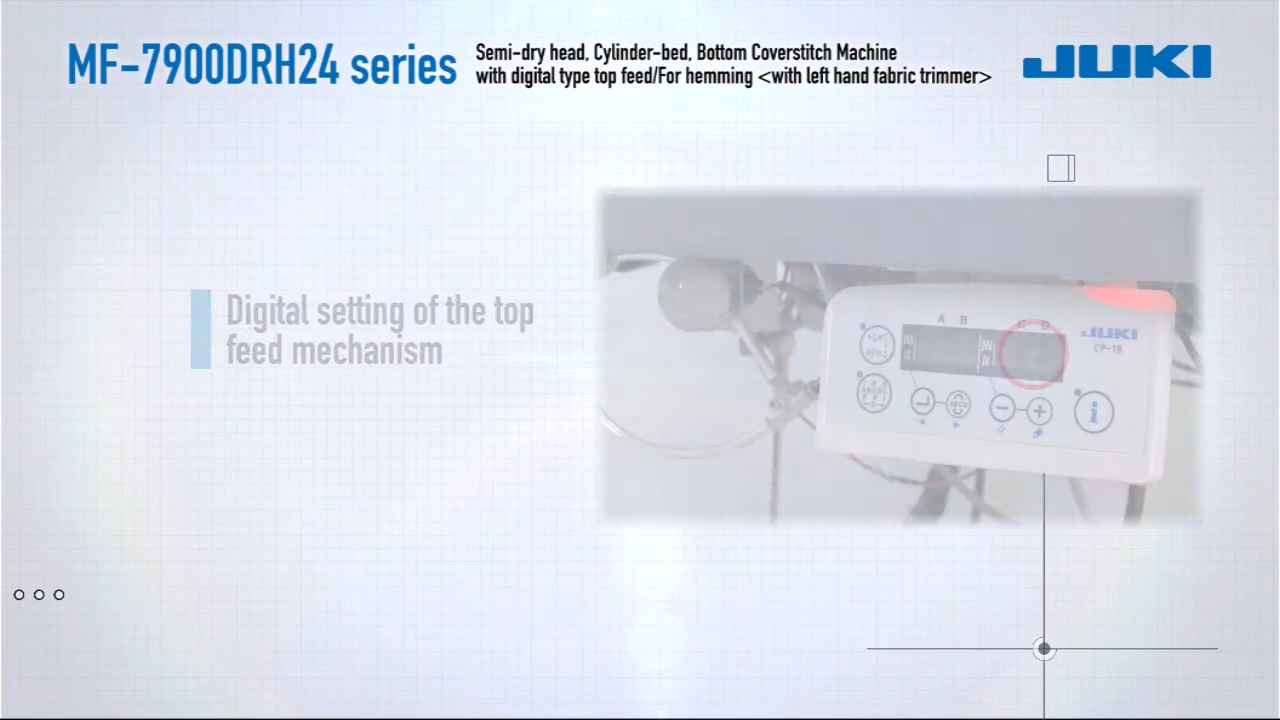 MF-7900DRH24 series
Semi-dry head, Cylinder-bed, Bottom Coverstitch Machine
with digital type top feed/For hemming <with left hand fabric trimmer>
JUKI
Digital setting of the top
feed mechanism
A B C D
JUKI
CP-18
ABCD
i